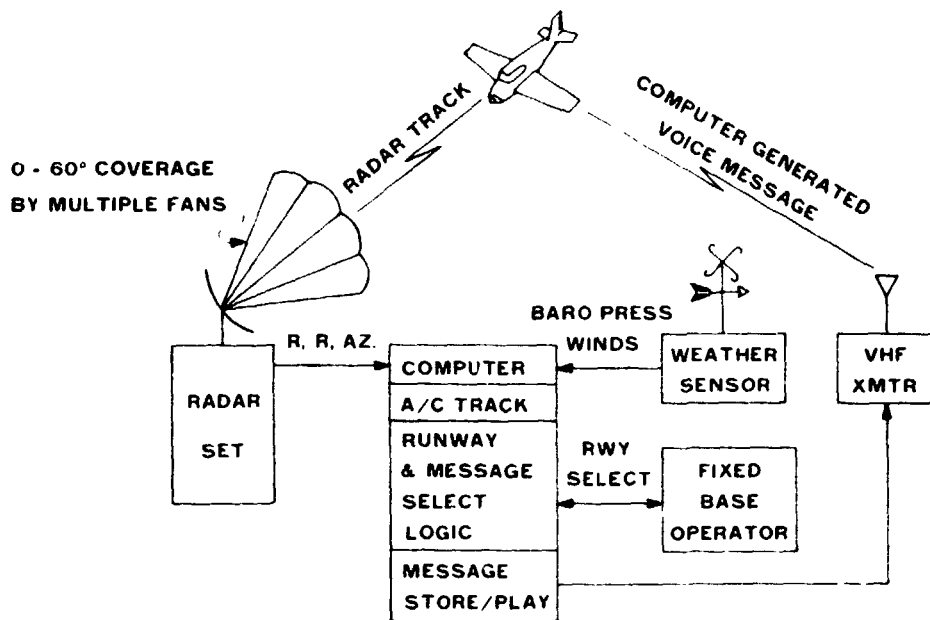 RADAR TRACK
COMPUTER GENERATED
VOICE MESSAGE
0 - 60° COVERAGE
BY MULTIPLE FANS
R, R, AZ.
BARO PRESS
WINDS
RADAR
SET
COMPUTER
A/C TRACK
RUNWAY
& MESSAGE
SELECT
LOGIC
MESSAGE
STORE/PLAY
WEATHER
SENSOR
VHF
XMTR
RWY
SELECT
FIXED
BASE
OPERATOR